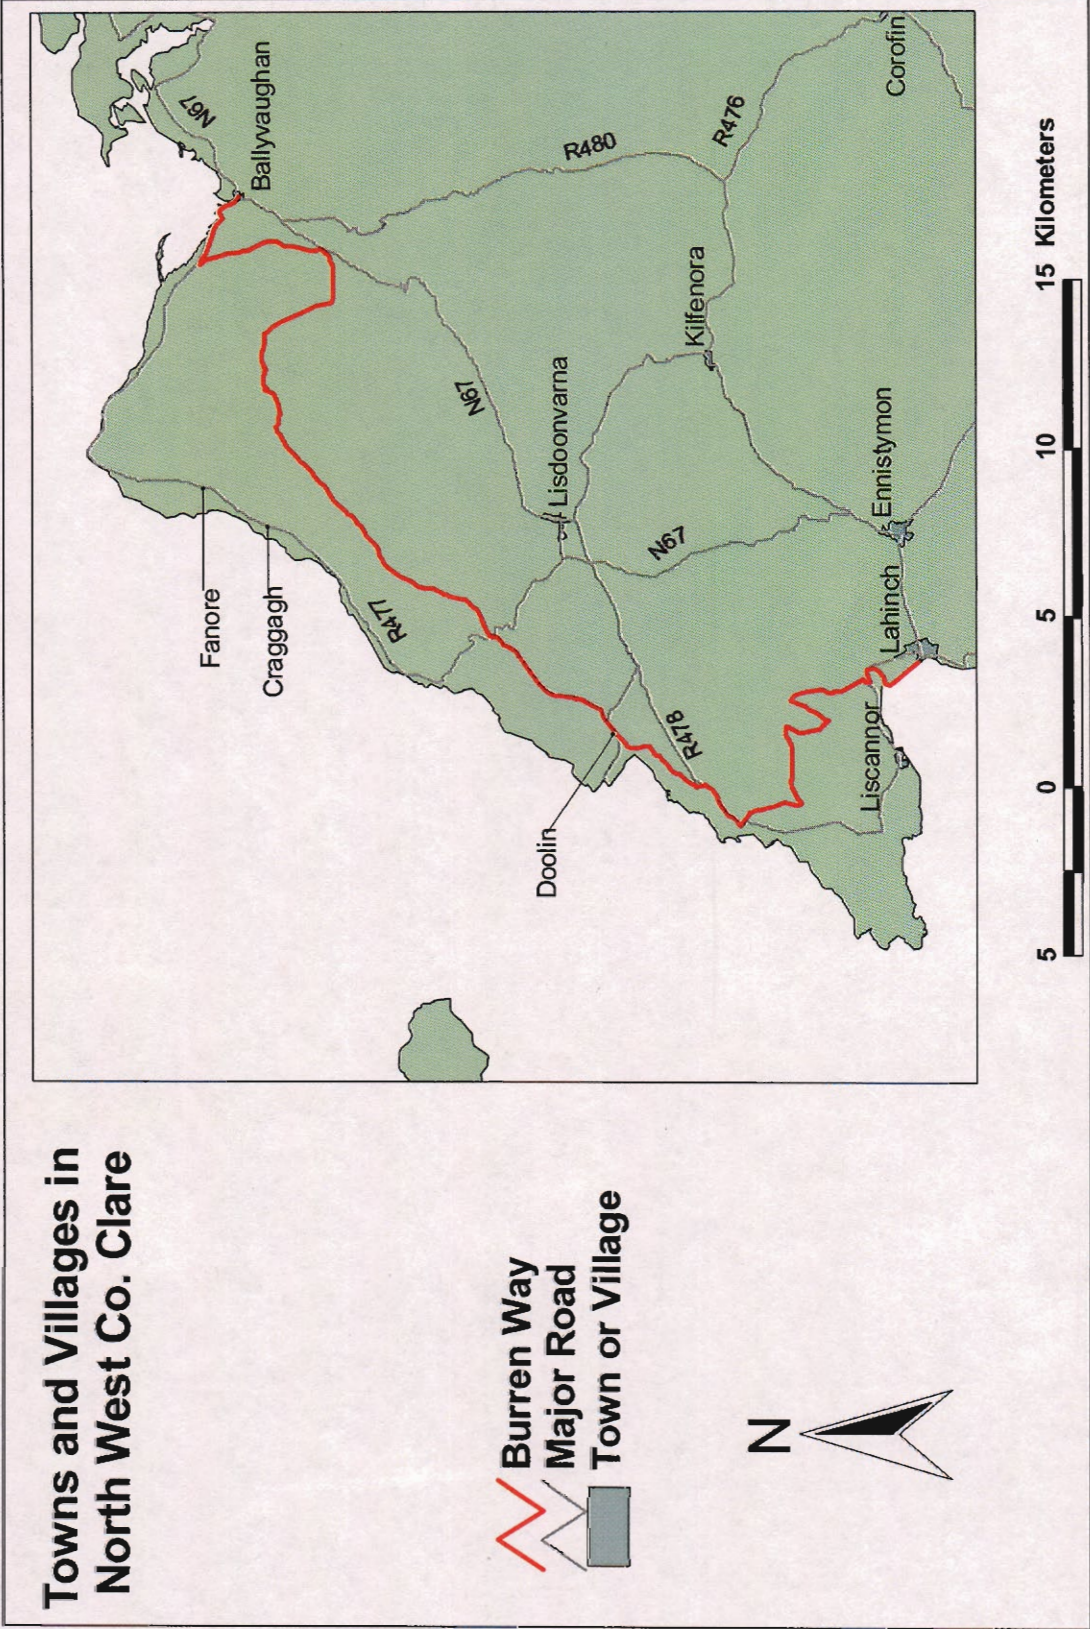 Towns and Villages in
North West Co. Clare
Burren Way
Major Road
Town or Village
N
N67
Ballyvaughan
Fanore
Craggagh
R477
R480
R476
Corofin
N67
Lisdoonvarna
Kilfenora
Doolin
N67
R478
Ennistymon
Lahinch
Liscannor
5 0 5 10 15 Kilometers